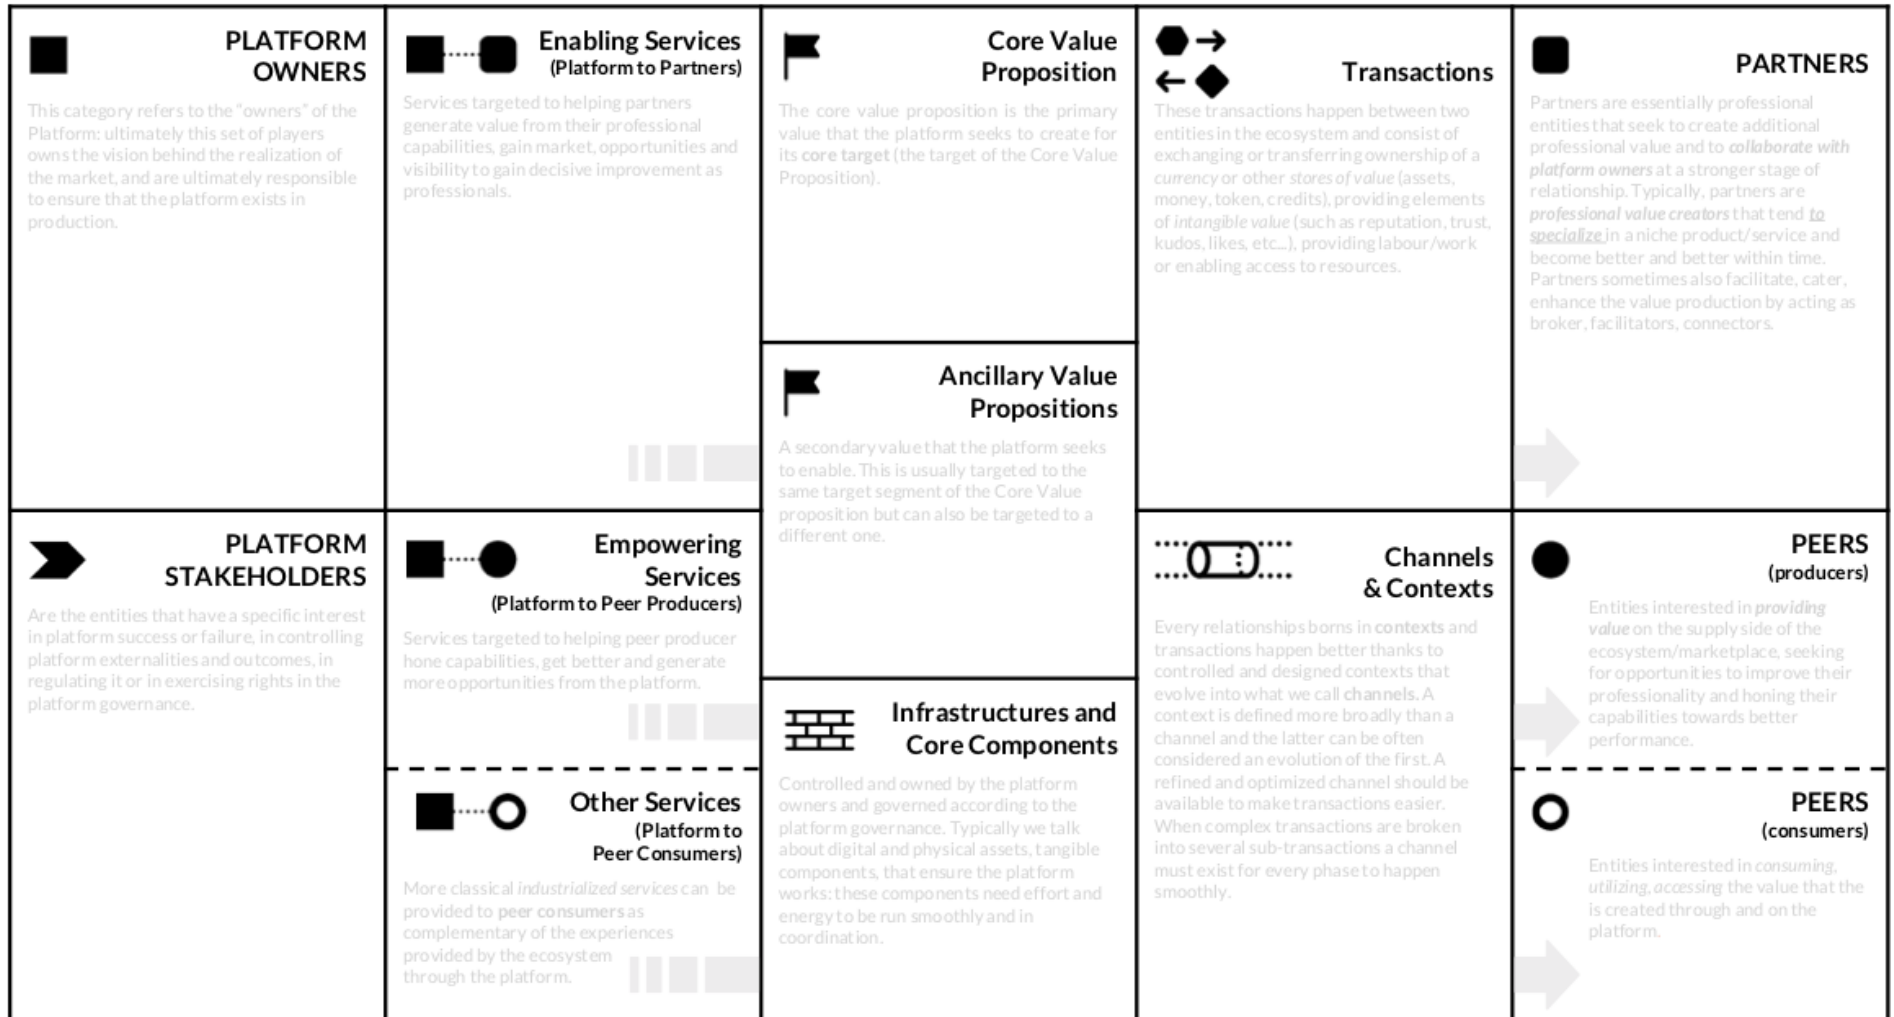 PLATFORM
OWNERS
This category refers to the "owners" of the
Platform: ultimately this set of players
owns the vision behind the realization of
the market, and are ultimately responsible
to ensure that the platform exists in
production.
Enabling Services
(Platform to Partners)
Services targeted to helping partners
generate value from their professional
capabilities, gain market, opportunities and
visibility to gain decisive improvement as
professionals.
Core Value
Proposition
The core value proposition is the primary
value that the platform seeks to create for
its core target (the target of the Core Value
Proposition).
Transactions
These transactions happen between two
entities in the ecosystem and consist of
exchanging or transferring ownership of a
currency or other stores of value (assets,
money, token, credits), providing elements
of intangible value (such as reputation, trust,
kudos, likes, etc...), providing labour/work
or enabling access to resources.
PARTNERS
Partners are essentially professional
entities that seek to create additional
professional value and to collaborate with
platform owners at a stronger stage of
relationship. Typically, partners are
professional value creators that tend to
specialize in a niche product/service and
become better and better within time.
Partners sometimes also facilitate, cater,
enhance the value production by acting as
broker, facilitators, connectors.
Ancillary Value
Propositions
A secondary value that the platform seeks
to enable. This is usually targeted to the
same target segment of the Core Value
proposition but can also be targeted to a
different one.
PLATFORM
STAKEHOLDERS
Are the entities that have a specific interest
in platform success or failure, in controlling
platform externalities and outcomes, in
regulating it or in exercising rights in the
platform governance.
Empowering
Services
(Platform to Peer Producers)
Services targeted to helping peer producer
hone capabilities, get better and generate
more opportunities from the platform.
Other Services
(Platform to
Peer Consumers)
More classical industrialized services can be
provided to peer consumers as
complementary of the experiences
provided by the ecosystem
through the platform.
Infrastructures and
Core Components
Controlled and owned by the platform
owners and governed according to the
platform governance. Typically we talk
about digital and physical assets, tangible
components, that ensure the platform
works: these components need effort and
energy to be run smoothly and in
coordination.
Channels
& Contexts
Every relationships borns in contexts and
transactions happen better thanks to
controlled and designed contexts that
evolve into what we call channels. A
context is defined more broadly than a
channel and the latter can be often
considered an evolution of the first. A
refined and optimized channel should be
available to make transactions easier.
When complex transactions are broken
into several sub-transactions a channel
must exist for every phase to happen
smoothly.
PEERS
(producers)
Entities interested in providing
value on the supply side of the
ecosystem/marketplace, seeking
for opportunities to improve their
professionality and honing their
capabilities towards better
performance.
PEERS
(consumers)
Entities interested in consuming,
utilizing, accessing the value that the
is created through and on the
platform.